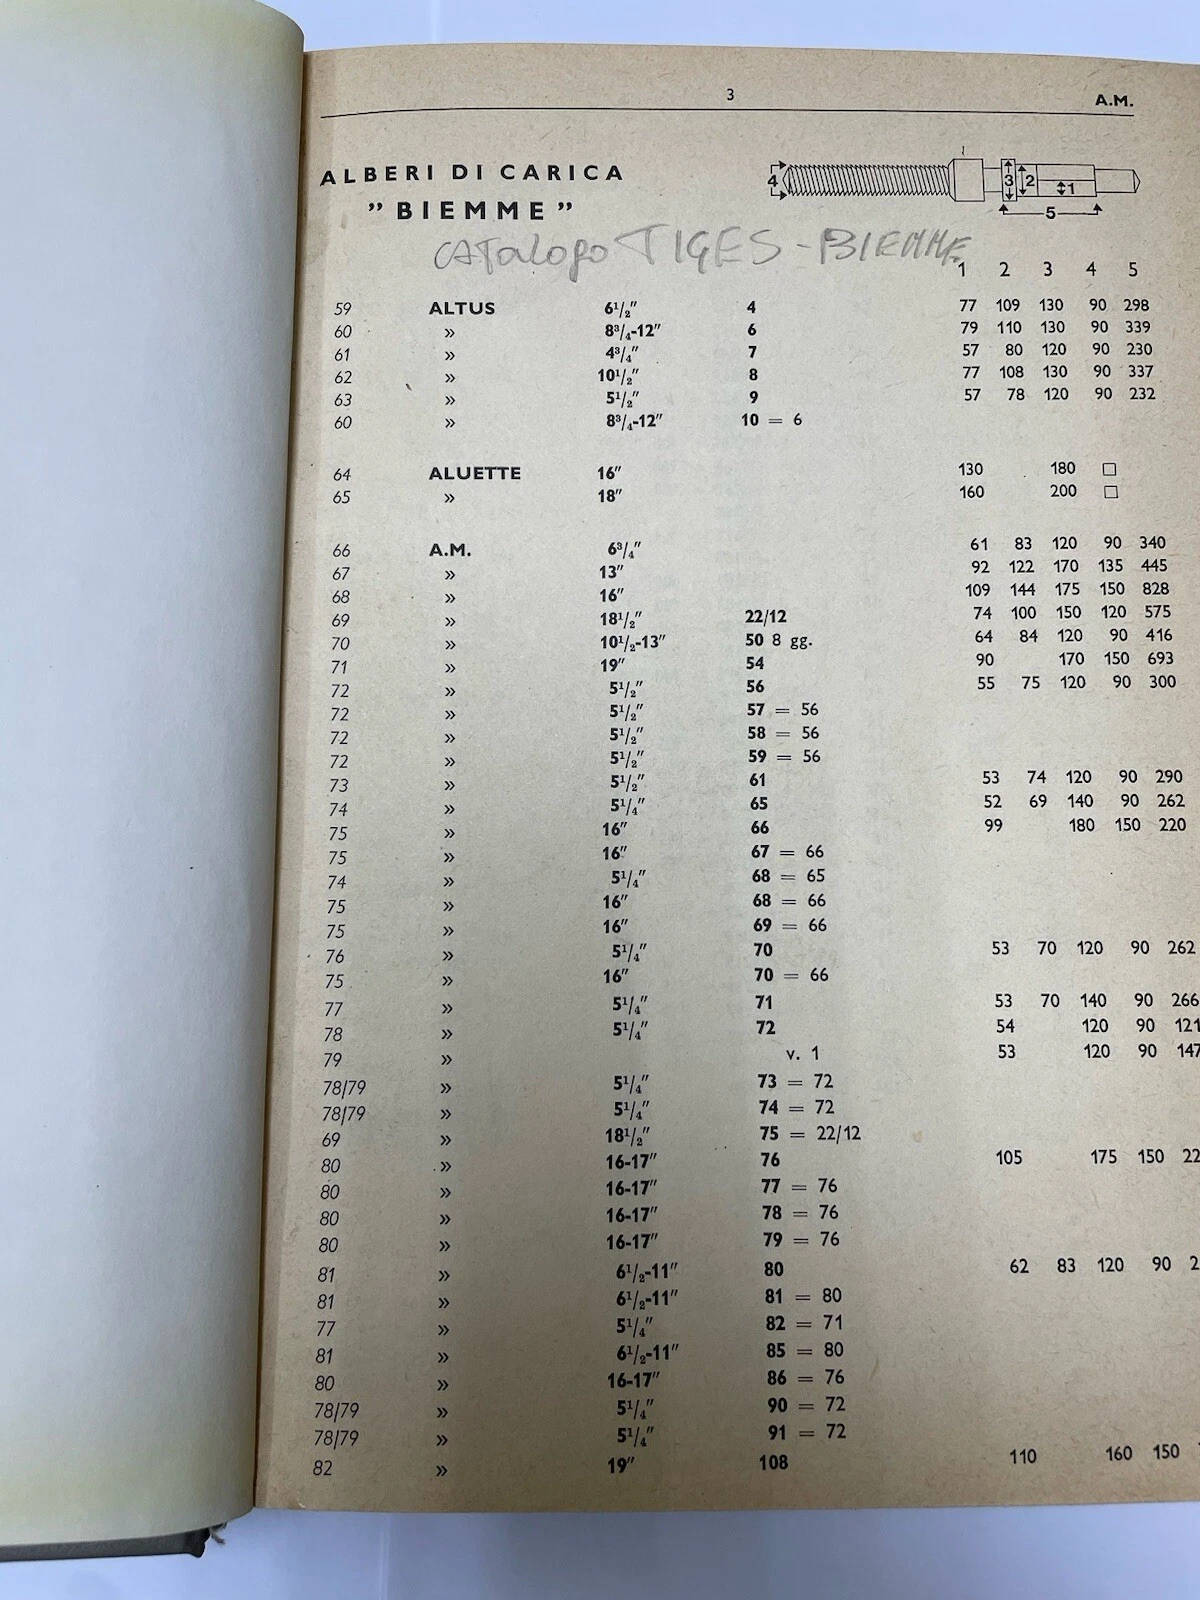 3 A.M.
ALBERI DI CARICA
" BIEMME "
4 3 2 1
5
CATALOGO TIGES - BIEMME
1 2 3 4 5
59 ALTUS 6¹/₂″ 4 77 109 130 90 298
60 » 8³/₄-12″ 6 79 110 130 90 339
61 » 4³/₄″ 7 57 80 120 90 230
62 » 10¹/₂″ 8 77 108 130 90 337
63 » 5¹/₂″ 9 57 78 120 90 232
60 » 8³/₄-12″ 10 = 6
64 ALUETTE 16″ 130 180 □
65 » 18″ 160 200 □
66 A.M. 6³/₄″ 61 83 120 90 340
67 » 13″ 92 122 170 135 445
68 » 16″ 109 144 175 150 828
69 » 18¹/₂″ 22/12 74 100 150 120 575
70 » 10¹/₂-13″ 50 8 gg. 64 84 120 90 416
71 » 19″ 54 90 170 150 693
72 » 5¹/₂″ 56 55 75 120 90 300
72 » 5¹/₂″ 57 = 56
72 » 5¹/₂″ 58 = 56
72 » 5¹/₂″ 59 = 56
73 » 5¹/₂″ 61 53 74 120 90 290
74 » 5¹/₄″ 65 52 69 140 90 262
75 » 16″ 66 99 180 150 220
75 » 16″ 67 = 66
74 » 5¹/₄″ 68 = 65
75 » 16″ 68 = 66
75 » 16″ 69 = 66
76 » 5¹/₄″ 70 53 70 120 90 262
75 » 16″ 70 = 66
77 » 5¹/₄″ 71 53 70 140 90 266
78 » 5¹/₄″ 72 54 120 90 121
79 » v. 1 53 120 90 147
78/79 » 5¹/₄″ 73 = 72
78/79 » 5¹/₄″ 74 = 72
69 » 18¹/₂″ 75 = 22/12
80 » 16-17″ 76 105 175 150 22
80 » 16-17″ 77 = 76
80 » 16-17″ 78 = 76
80 » 16-17″ 79 = 76
81 » 6¹/₂-11″ 80 62 83 120 90 2
81 » 6¹/₂-11″ 81 = 80
77 » 5¹/₄″ 82 = 71
81 » 6¹/₂-11″ 85 = 80
80 » 16-17″ 86 = 76
78/79 » 5¹/₄″ 90 = 72
78/79 » 5¹/₄″ 91 = 72
82 » 19″ 108 110 160 150